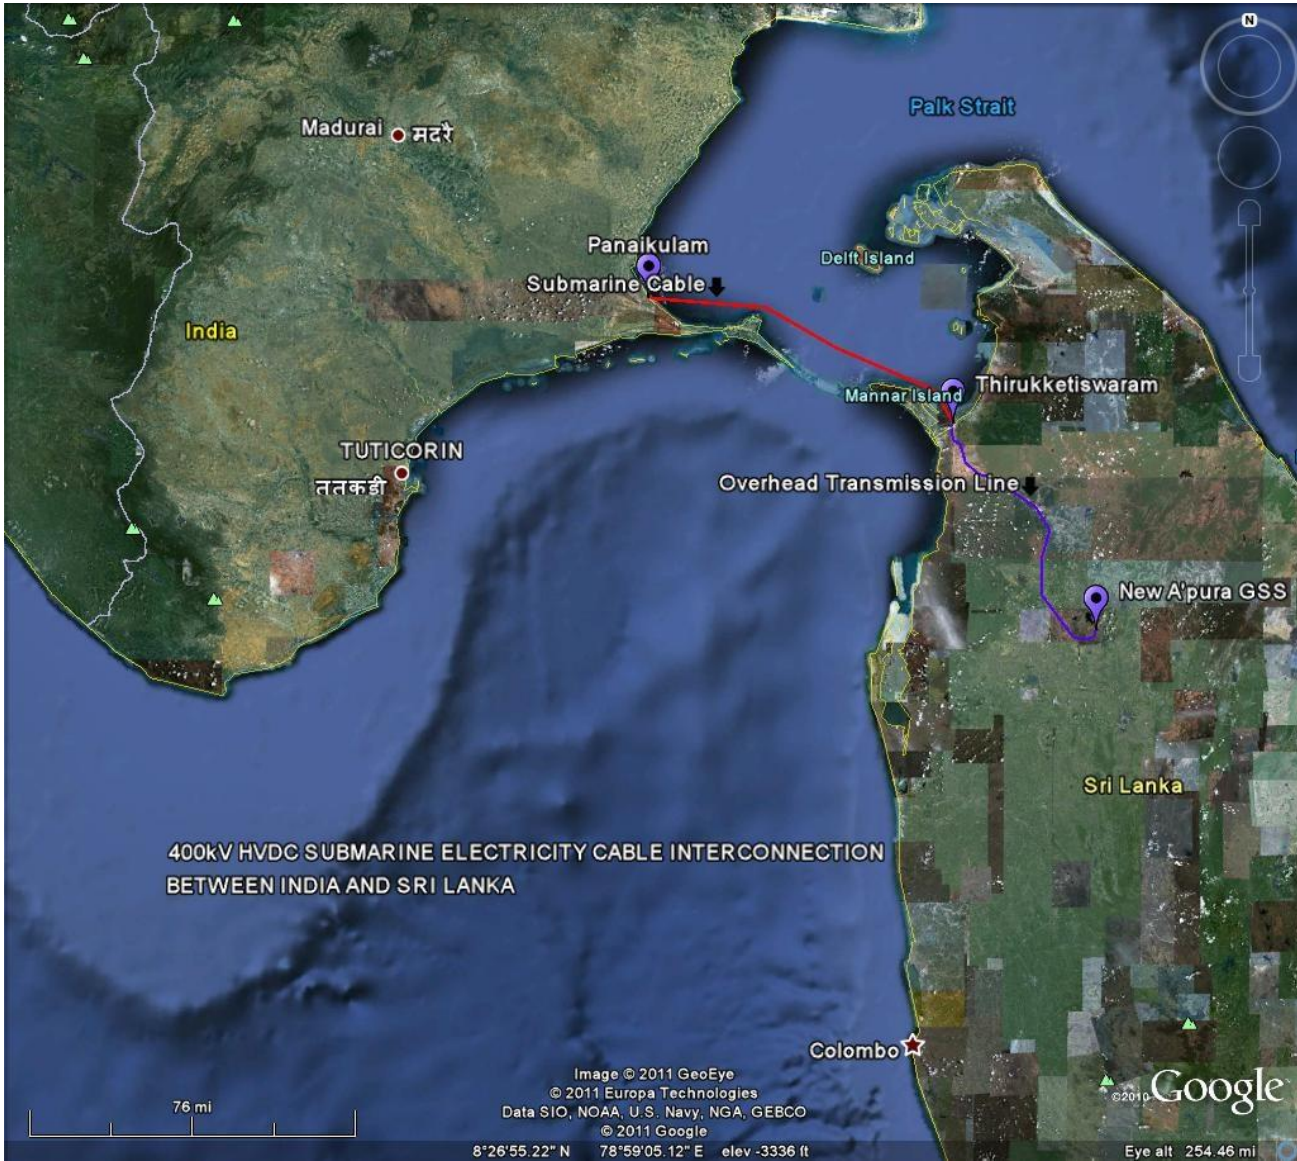 N
Palk Strait
Madurai मदरै
Panaikulam
Delft Island
Submarine Cable
India
Thirukketiswaram
Mannar Island
TUTICORIN
ततकडी
Overhead Transmission Line
New A'pura GSS
Sri Lanka
400kV HVDC SUBMARINE ELECTRICITY CABLE INTERCONNECTION
BETWEEN INDIA AND SRI LANKA
Colombo
Image © 2011 GeoEye
© 2011 Europa Technologies
Data SIO, NOAA, U.S. Navy, NGA, GEBCO
© 2011 Google
©2010 Google
76 mi
8°26'55.22" N 78°59'05.12" E elev -3336 ft
Eye alt 254.46 mi